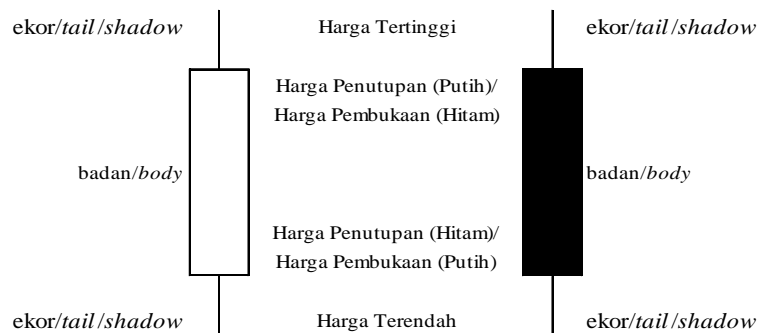 ekor/tail/shadow Harga Tertinggi ekor/tail/shadow
Harga Penutupan (Putih)/
Harga Pembukaan (Hitam)
badan/body badan/body
Harga Penutupan (Hitam)/
Harga Pembukaan (Putih)
ekor/tail/shadow Harga Terendah ekor/tail/shadow